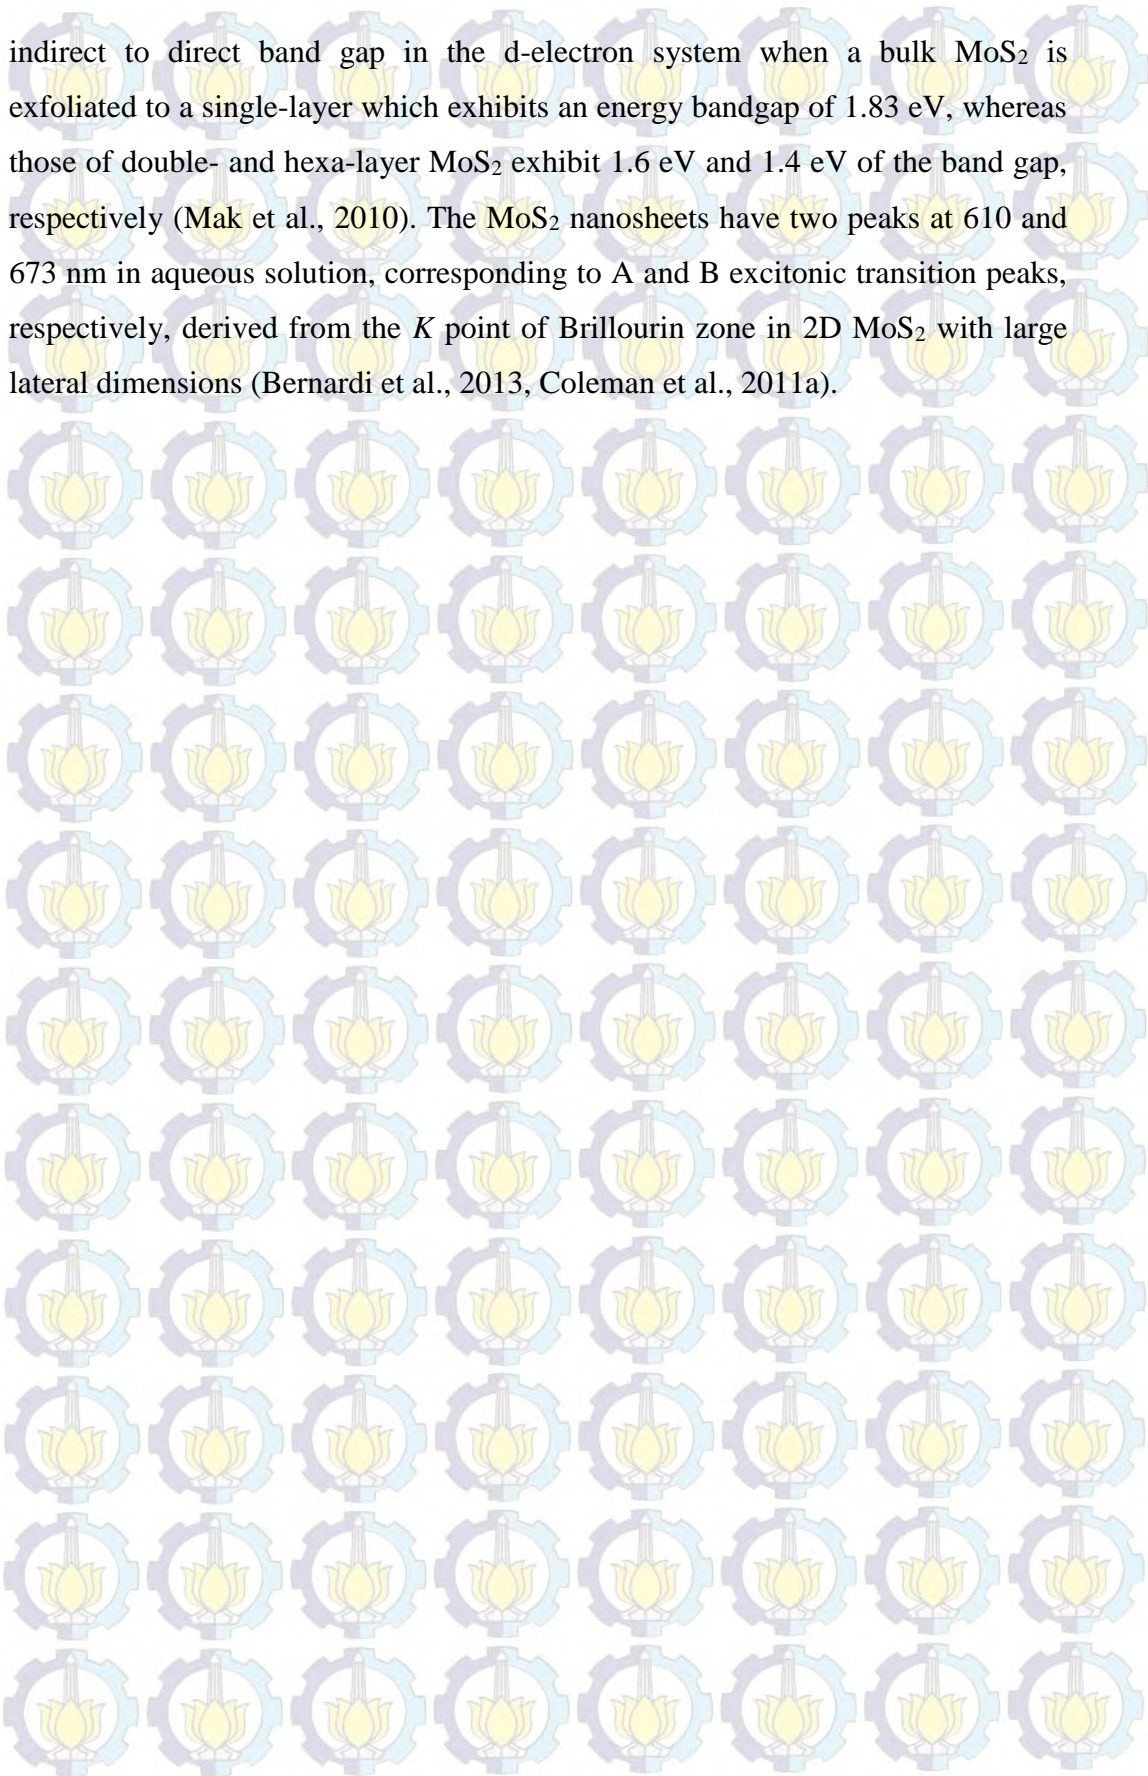 indirect to direct band gap in the d-electron system when a bulk MoS₂ is
exfoliated to a single-layer which exhibits an energy bandgap of 1.83 eV, whereas
those of double- and hexa-layer MoS₂ exhibit 1.6 eV and 1.4 eV of the band gap,
respectively (Mak et al., 2010). The MoS₂ nanosheets have two peaks at 610 and
673 nm in aqueous solution, corresponding to A and B excitonic transition peaks,
respectively, derived from the K point of Brillourin zone in 2D MoS₂ with large
lateral dimensions (Bernardi et al., 2013, Coleman et al., 2011a).